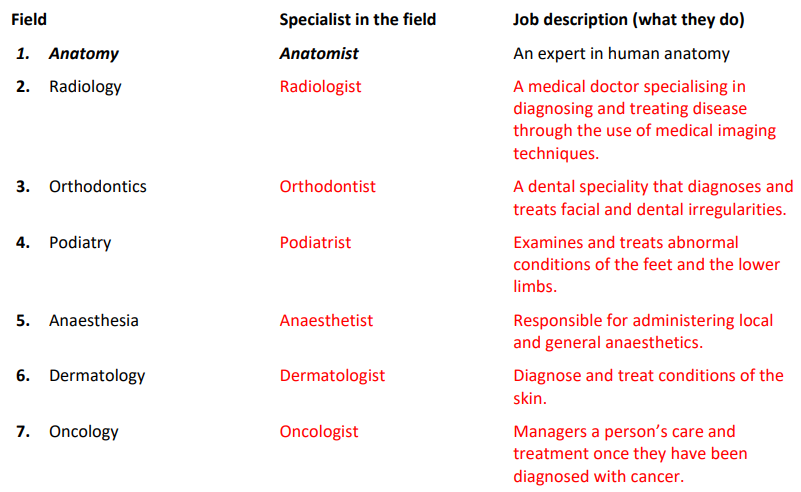 Field Specialist in the field Job description (what they do)
1. Anatomy Anatomist An expert in human anatomy
2. Radiology Radiologist A medical doctor specialising in
diagnosing and treating disease
through the use of medical imaging
techniques.
3. Orthodontics Orthodontist A dental speciality that diagnoses and
treats facial and dental irregularities.
4. Podiatry Podiatrist Examines and treats abnormal
conditions of the feet and the lower
limbs.
5. Anaesthesia Anaesthetist Responsible for administering local
and general anaesthetics.
6. Dermatology Dermatologist Diagnose and treat conditions of the
skin.
7. Oncology Oncologist Managers a person’s care and
treatment once they have been
diagnosed with cancer.